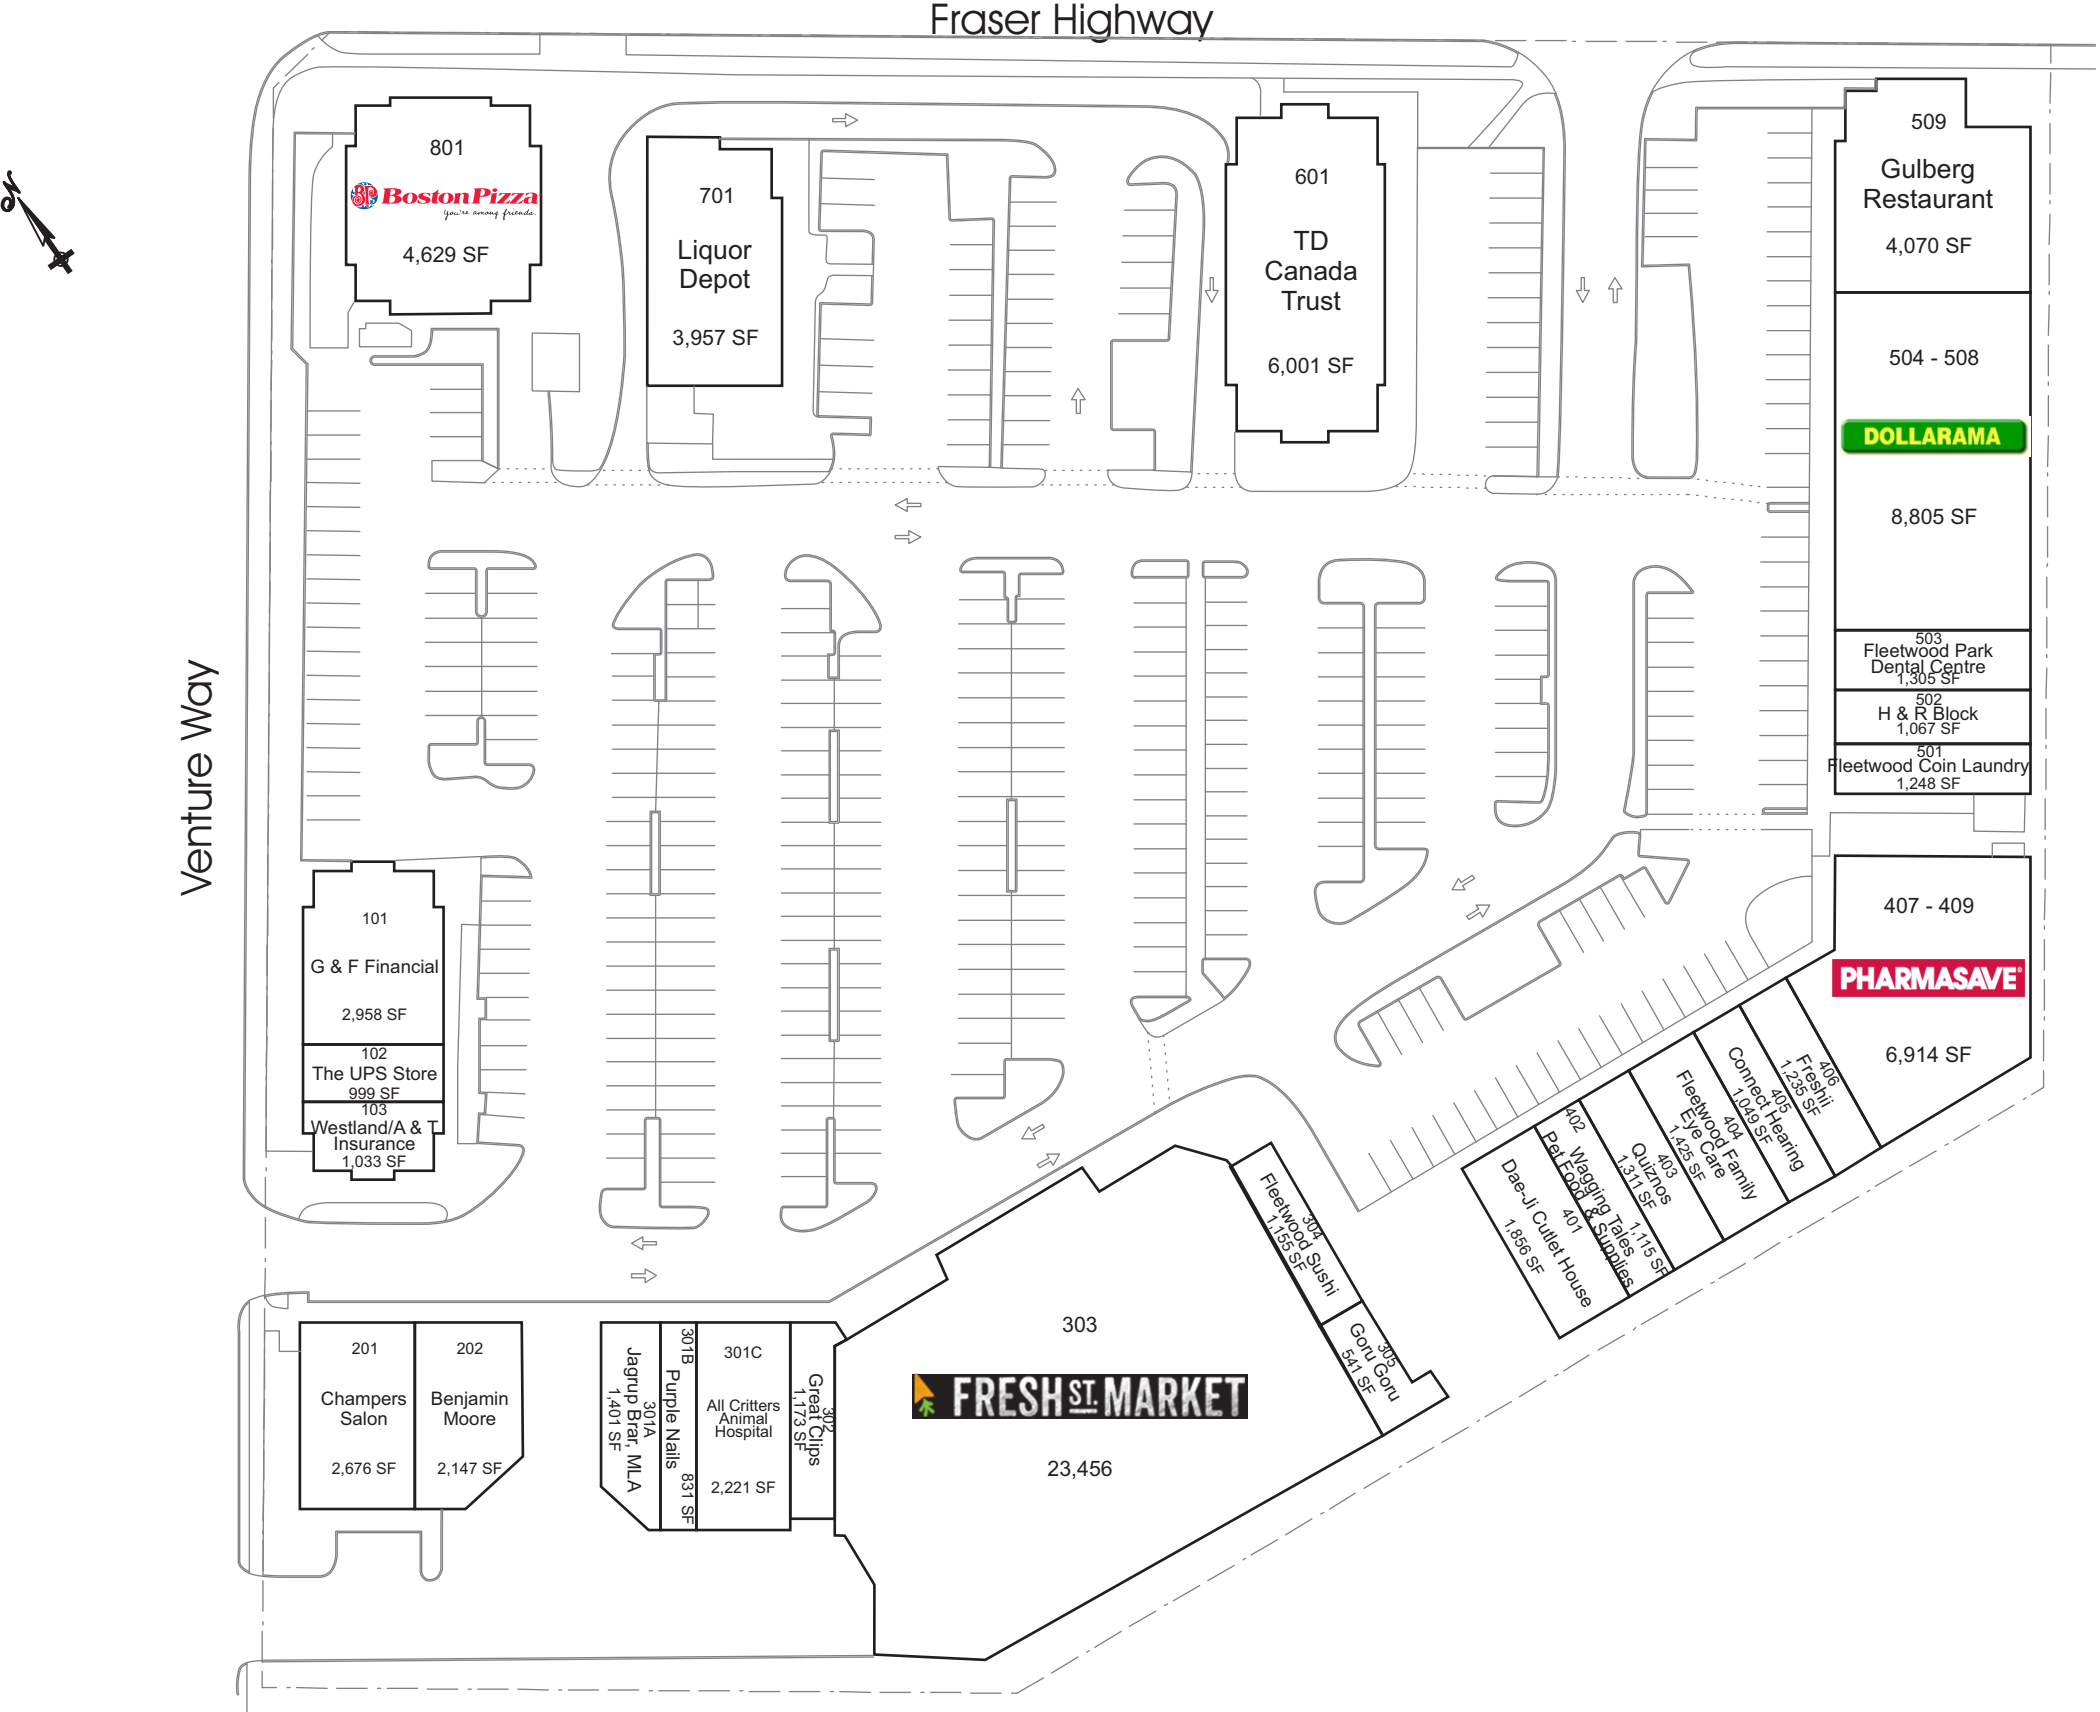 Fraser Highway
Venture Way
N
801
BP Boston Pizza
You're among friends.
4,629 SF
701
Liquor
Depot
3,957 SF
601
TD
Canada
Trust
6,001 SF
509
Gulberg
Restaurant
4,070 SF
504 - 508
DOLLARAMA
8,805 SF
503
Fleetwood Park
Dental Centre
1,305 SF
502
H & R Block
1,067 SF
501
Fleetwood Coin Laundry
1,248 SF
407 - 409
PHARMASAVE
6,914 SF
406
Freshii
1,235 SF
405
Connect Hearing
1,049 SF
404
Fleetwood Family
Eye Care
1,425 SF
403
Quiznos
1,311 SF
402
Wagging Tales
Pet Food & Supplies
1,115 SF
401
Dae-Ji Cutlet House
1,856 SF
101
G & F Financial
2,958 SF
102
The UPS Store
999 SF
103
Westland/A & T
Insurance
1,033 SF
201
Champers
Salon
2,676 SF
202
Benjamin
Moore
2,147 SF
301A
Jagrup Brar, MLA
1,401 SF
301B
Purple Nails
831 SF
301C
All Critters
Animal
Hospital
2,221 SF
302
Great Clips
1,173 SF
303
FRESH ST. MARKET
23,456
304
Fleetwood Sushi
1,155 SF
305
Goru Goru
541 SF